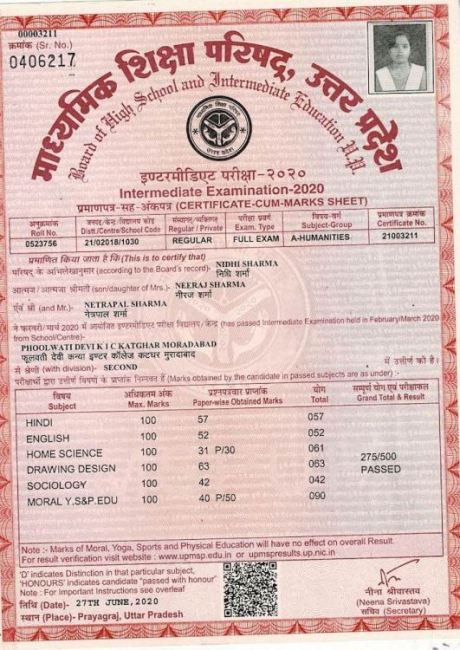 00003211
क्रमांक (Sr. No.)
0406217
माध्यमिक शिक्षा परिषद्, उत्तर प्रदेश
Board of High School and Intermediate Education U.P.
इण्टरमीडिएट परीक्षा-२०२०
Intermediate Examination-2020
प्रमाणपत्र-सह-अंकपत्र (CERTIFICATE-CUM-MARKS SHEET)
अनुक्रमांक जनपद/केन्द्र/विद्यालय कोड संस्थागत/व्यक्तिगत परीक्षा प्रवर्ग विषय-वर्ग प्रमाणपत्र क्रमांक
Roll No. Distt./Centre/School Code Regular / Private Exam. Type Subject-Group Certificate No.
0523756 21/02018/1030 REGULAR FULL EXAM A-HUMANITIES 21003211
प्रमाणित किया जाता है कि (This is to certify that)
NIDHI SHARMA
परिषद् के अभिलेखानुसार (according to the Board's record)- निधि शर्मा
NEERAJ SHARMA
आत्मज / आत्मजा श्रीमती (son/daughter of Mrs.)- नीरज शर्मा
NETRAPAL SHARMA
एवं श्री (and Mr.)- नेत्रपाल शर्मा
ने फरवरी/ मार्च 2020 में आयोजित इण्टरमीडिएट परीक्षा विद्यालय/केन्द्र (has passed Intermediate Examination held in February/March 2020
from School/Centre)-
PHOOLWATI DEVI K I C KATGHAR MORADABAD
फूलवती देवी कन्या इण्टर कॉलेज कटघर मुरादाबाद
में उत्तीर्ण की है।
से श्रेणी (with division)- SECOND
परीक्षार्थी द्वारा उत्तीर्ण विषयों के प्राप्तांक निम्नवत हैं (Marks obtained by the candidate in passed subjects are as under) :-
विषय अधिकतम अंक प्रश्नपत्रवार प्राप्तांक योग सम्पूर्ण योग एवं परीक्षाफल
Subject Max. Marks Paper-wise Obtained Marks Total Grand Total & Result
HINDI 100 57 057
ENGLISH 100 52 052
HOME SCIENCE 100 31 P/30 061
275/500
DRAWING DESIGN 100 63 063
PASSED
SOCIOLOGY 100 42 042
MORAL Y.S&P.EDU 100 40 P/50 090
Note :- Marks of Moral, Yoga, Sports and Physical Education will have no effect on overall Result.
For result verification visit website : www.upmsp.edu.in or upmspresults.up.nic.in
'D' indicates Distinction in that particular subject,
'HONOURS' indicates candidate "passed with honour"
Note : For Important Instructions see overleaf
तिथि (Date)- 27TH JUNE,2020
स्थान (Place)- Prayagraj, Uttar Pradesh
नीना श्रीवास्तव
(Neena Srivastava)
सचिव (Secretary)